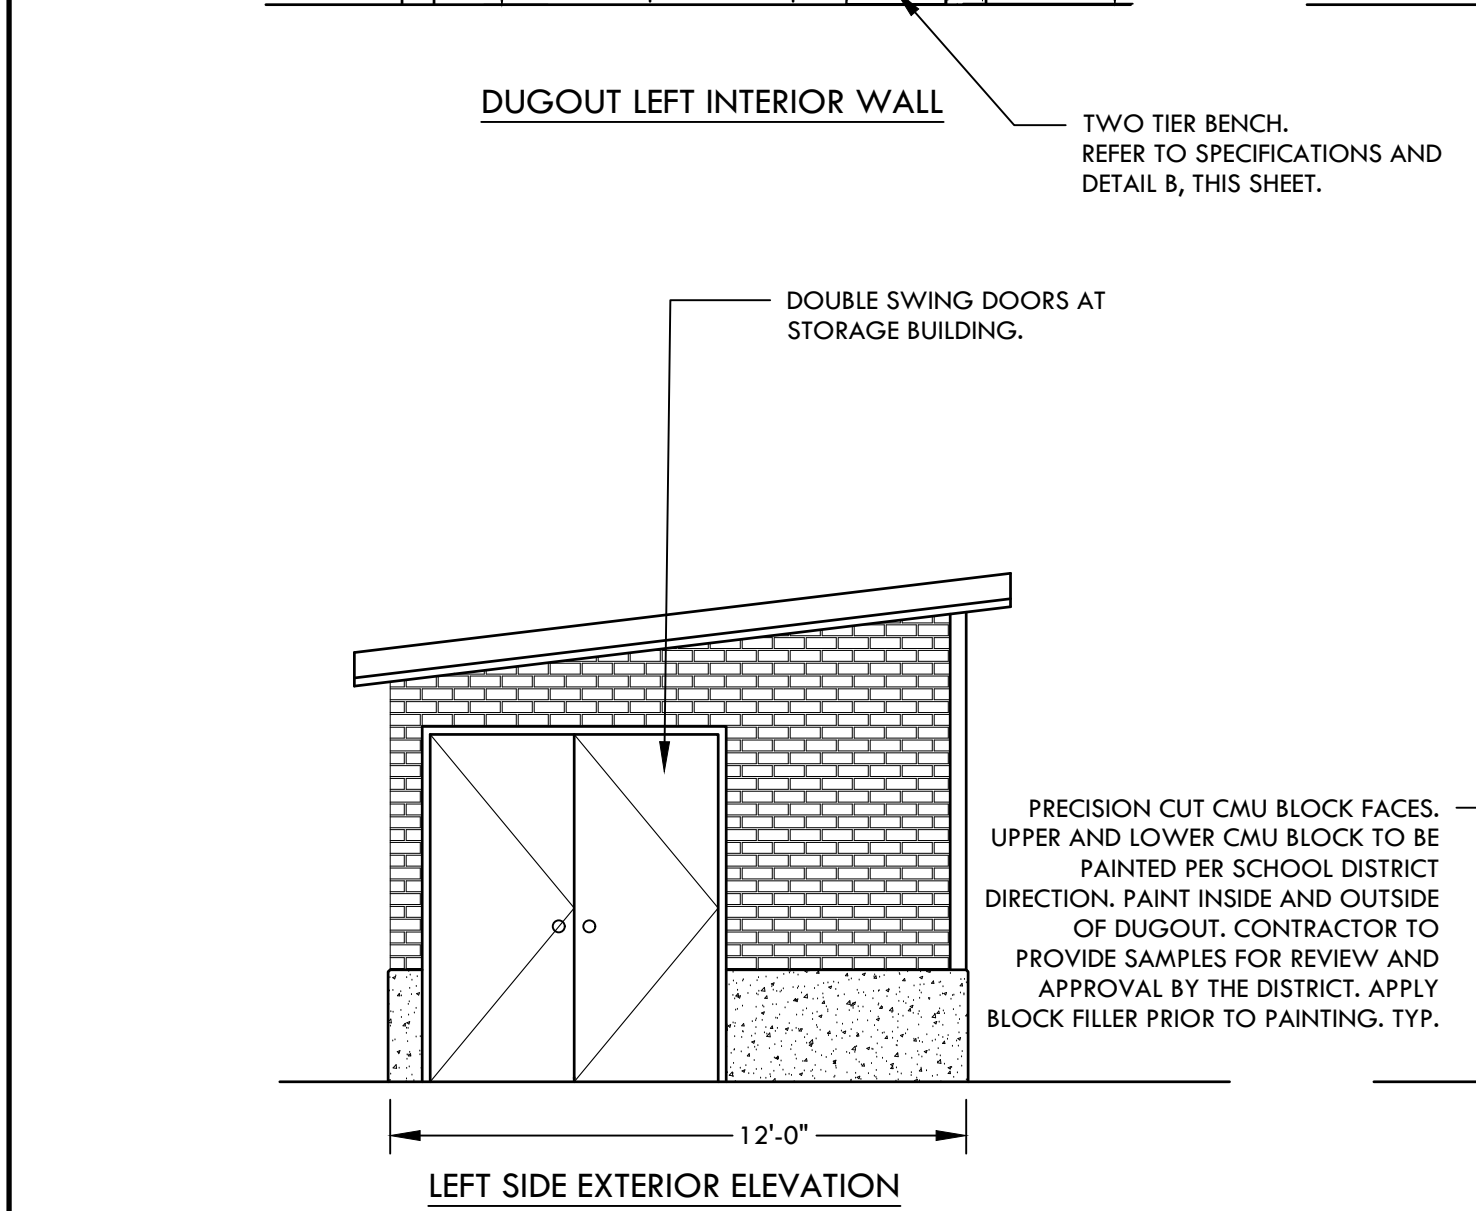 DUGOUT LEFT INTERIOR WALL
TWO TIER BENCH.
REFER TO SPECIFICATIONS AND
DETAIL B, THIS SHEET.
DOUBLE SWING DOORS AT
STORAGE BUILDING.
PRECISION CUT CMU BLOCK FACES.
UPPER AND LOWER CMU BLOCK TO BE
PAINTED PER SCHOOL DISTRICT
DIRECTION. PAINT INSIDE AND OUTSIDE
OF DUGOUT. CONTRACTOR TO
PROVIDE SAMPLES FOR REVIEW AND
APPROVAL BY THE DISTRICT. APPLY
BLOCK FILLER PRIOR TO PAINTING. TYP.
12'-0"
LEFT SIDE EXTERIOR ELEVATION